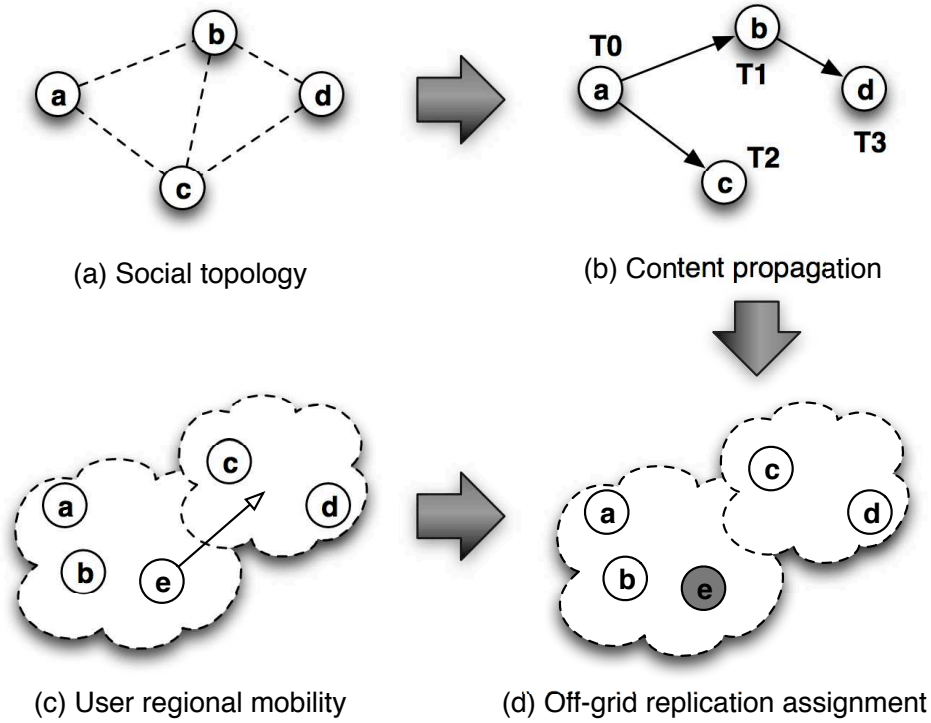 a
b
c
d
(a) Social topology
T0
a
b
T1
d
T3
T2
c
(b) Content propagation
a
b
c
d
e
(c) User regional mobility
a
b
c
d
e
(d) Off-grid replication assignment